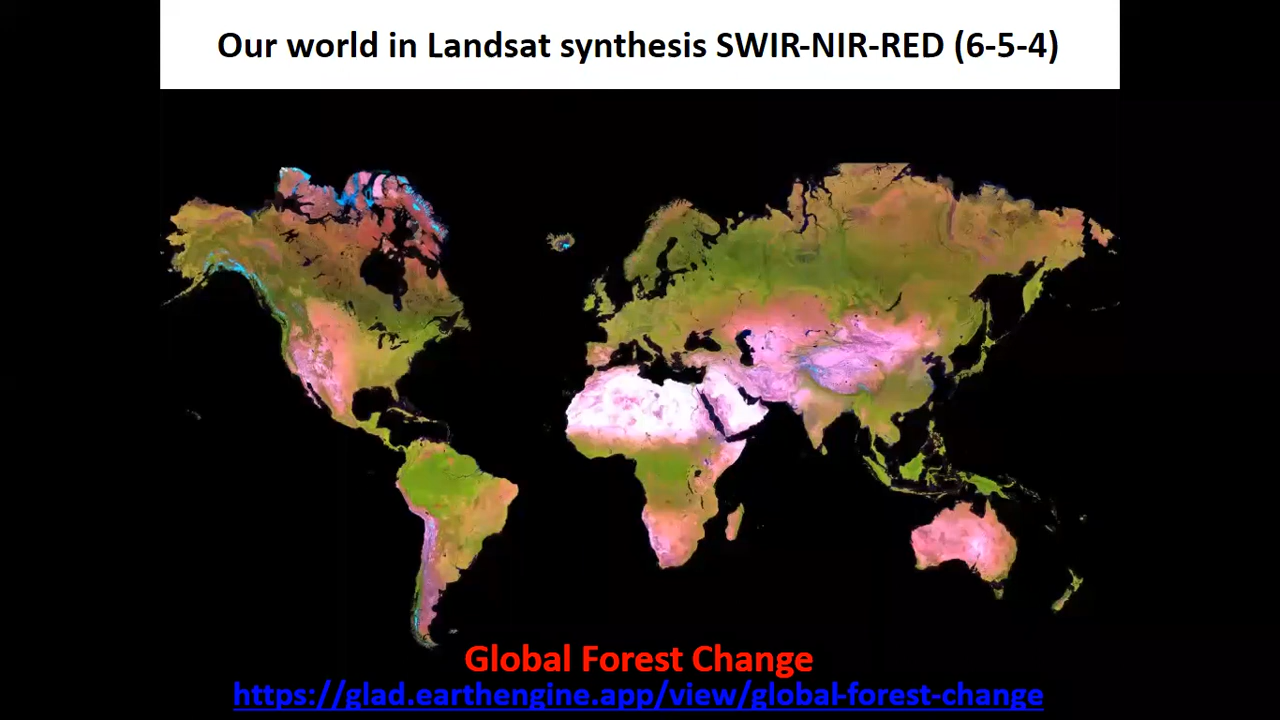 Our world in Landsat synthesis SWIR-NIR-RED (6-5-4)
Global Forest Change
https://glad.earthengine.app/view/global-forest-change